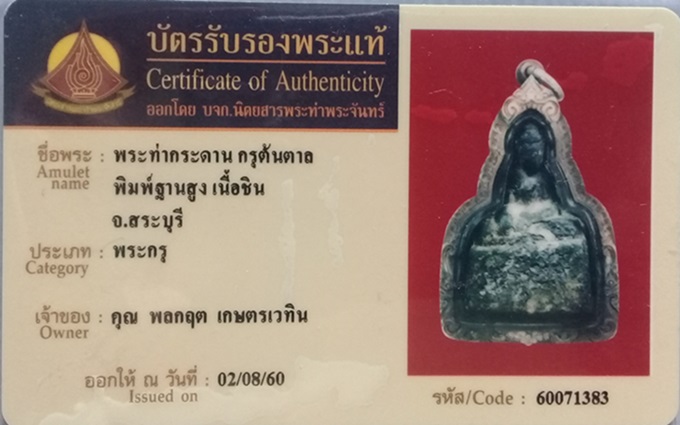 บัตรรับรองพระแท้
Certificate of Authenticity
ออกโดย บจก.นิตยสารพระท่าพระจันทร์
ชื่อพระ : พระท่ากระดาน กรุต้นตาล
Amulet name
พิมพ์ฐานสูง เนื้อชิน
จ.สระบุรี
ประเภท : พระกรุ
Category
เจ้าของ : คุณ พลกฤต เกษตรเวทิน
Owner
ออกให้ ณ วันที่ : 02/08/60
Issued on
รหัส/Code : 60071383